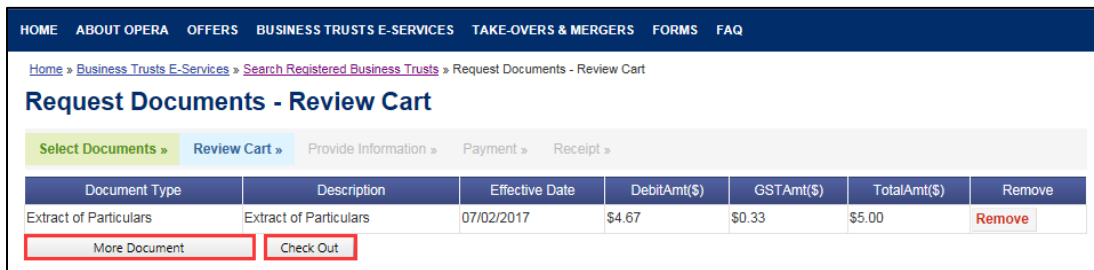 HOME ABOUT OPERA OFFERS BUSINESS TRUSTS E-SERVICES TAKE-OVERS & MERGERS FORMS FAQ
Home » Business Trusts E-Services » Search Registered Business Trusts » Request Documents - Review Cart
Request Documents - Review Cart
Select Documents » Review Cart » Provide Information » Payment » Receipt »
Document Type Description Effective Date DebitAmt($) GSTAmt($) TotalAmt($) Remove
Extract of Particulars Extract of Particulars 07/02/2017 $4.67 $0.33 $5.00 Remove
More Document Check Out